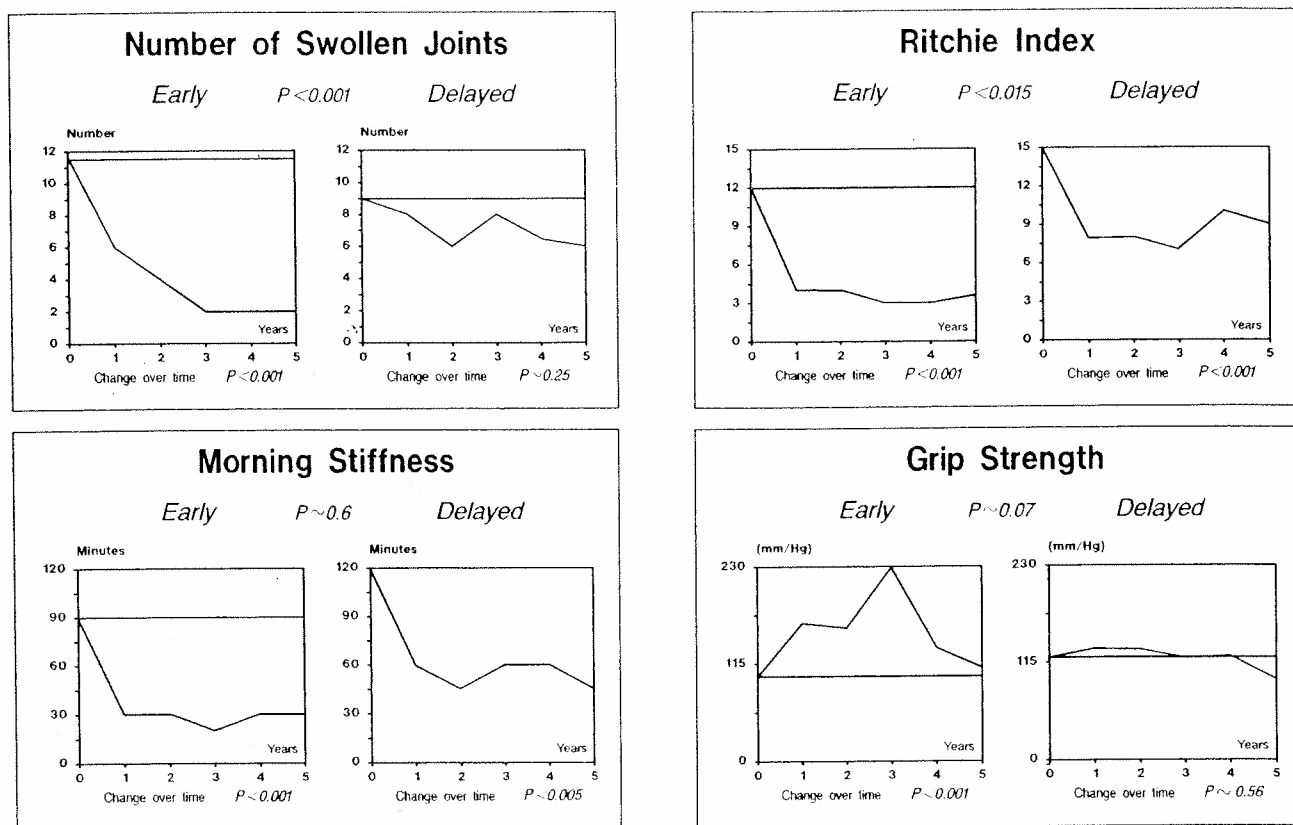 Number of Swollen Joints
Early P<0.001 Delayed
Number Number
12 12
10 10
8 8
6 6
4 4
2 2
Years Years
0 0
0 1 2 3 4 5 0 1 2 3 4 5
Change over time P<0.001 Change over time P~0.25
Ritchie Index
Early P<0.015 Delayed
15 15
12 12
9 9
6 6
3 3
0 0
0 1 2 3 4 5 0 1 2 3 4 5
Change over time P<0.001 Change over time P<0.001
Morning Stiffness
Early P~0.6 Delayed
Minutes Minutes
120 120
90 90
60 60
30 30
Years Years
0 0
0 1 2 3 4 5 0 1 2 3 4 5
Change over time P<0.001 Change over time P<0.005
Grip Strength
Early P~0.07 Delayed
(mm/Hg) (mm/Hg)
230 230
115 115
Years Years
0 0
0 1 2 3 4 5 0 1 2 3 4 5
Change over time P<0.001 Change over time P~0.56